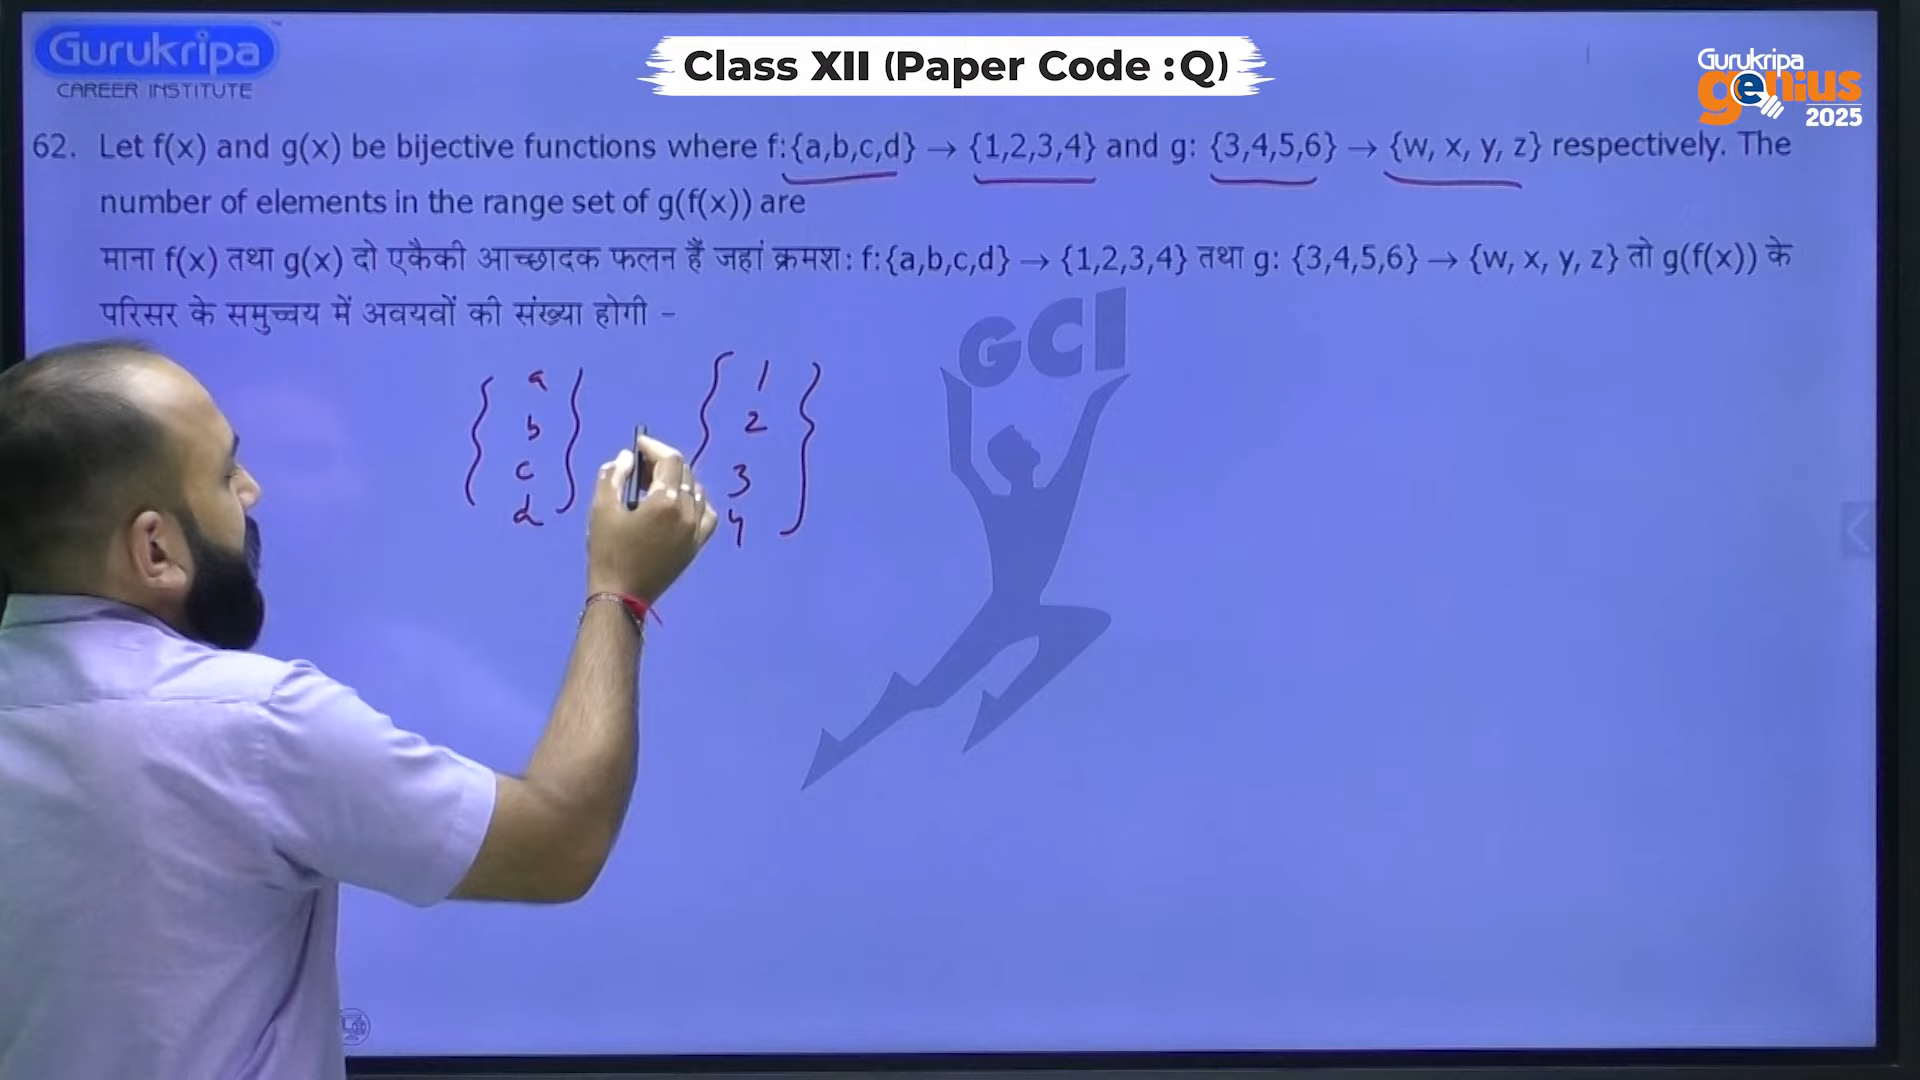 Gurukripa
CAREER INSTITUTE
Class XII (Paper Code :Q)
Gurukripa
genius
2025
62. Let f(x) and g(x) be bijective functions where f:{a,b,c,d} → {1,2,3,4} and g: {3,4,5,6} → {w, x, y, z} respectively. The
number of elements in the range set of g(f(x)) are
माना f(x) तथा g(x) दो एकैकी आच्छादक फलन हैं जहां क्रमश: f:{a,b,c,d} → {1,2,3,4} तथा g: {3,4,5,6} → {w, x, y, z} तो g(f(x)) के
परिसर के समुच्चय में अवयवों की संख्या होगी -
GCI
{ a } { 1 }
b 2
c 3
d 4